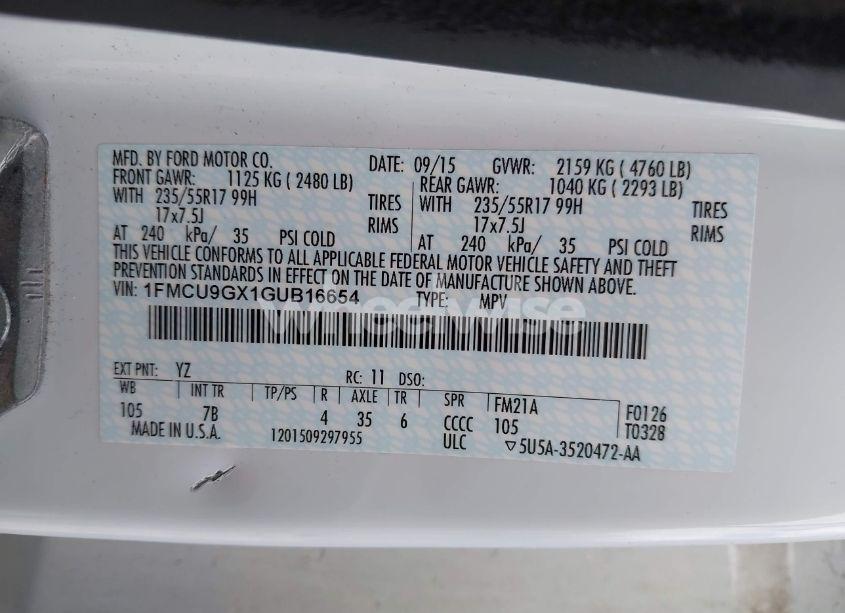 MFD. BY FORD MOTOR CO. DATE: 09/15 GVWR: 2159 KG ( 4760 LB)
FRONT GAWR: 1125 KG ( 2480 LB) REAR GAWR: 1040 KG ( 2293 LB)
WITH 235/55R17 99H TIRES WITH 235/55R17 99H TIRES
17x7.5J RIMS 17x7.5J RIMS
AT 240 kPa/ 35 PSI COLD AT 240 kPa/ 35 PSI COLD
THIS VEHICLE CONFORMS TO ALL APPLICABLE FEDERAL MOTOR VEHICLE SAFETY AND THEFT
PREVENTION STANDARDS IN EFFECT ON THE DATE OF MANUFACTURE SHOWN ABOVE.
VIN: 1FMCU9GX1GUB16654 TYPE: MPV
wheelwise
EXT PNT: YZ RC: 11 DSO:
WB INT TR TP/PS R AXLE TR SPR FM21A F0126
105 7B 4 35 6 CCCC 105 T0328
MADE IN U.S.A. 1201509297955 ULC ▽5U5A-3520472-AA